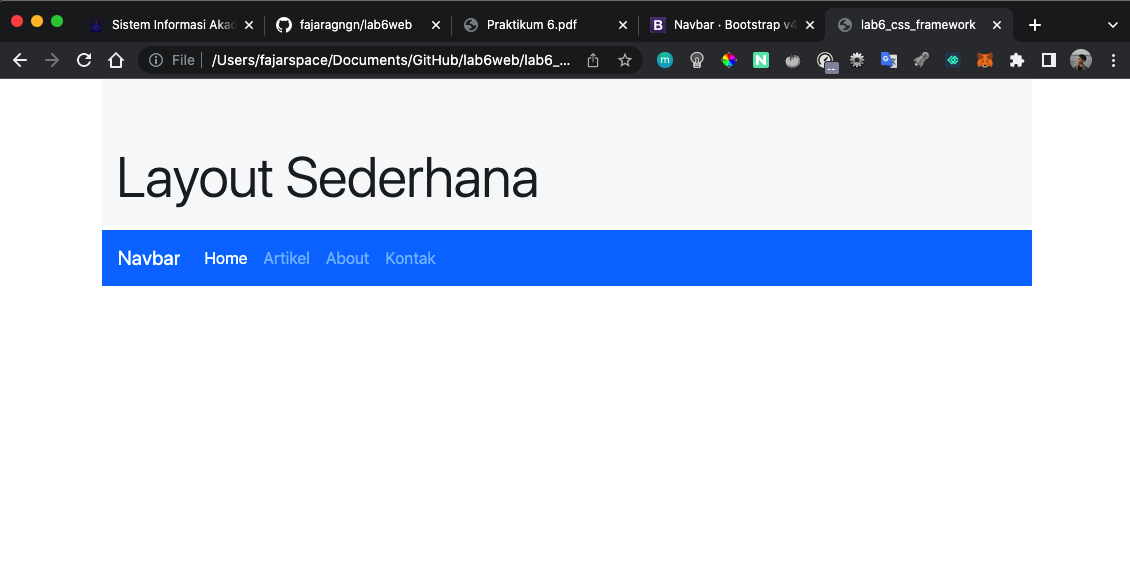 Sistem Informasi Akad
fajaragngn/lab6web
Praktikum 6.pdf
B Navbar · Bootstrap v4
lab6_css_framework
File /Users/fajarspace/Documents/GitHub/lab6web/lab6_...
m
N
Layout Sederhana
Navbar Home Artikel About Kontak